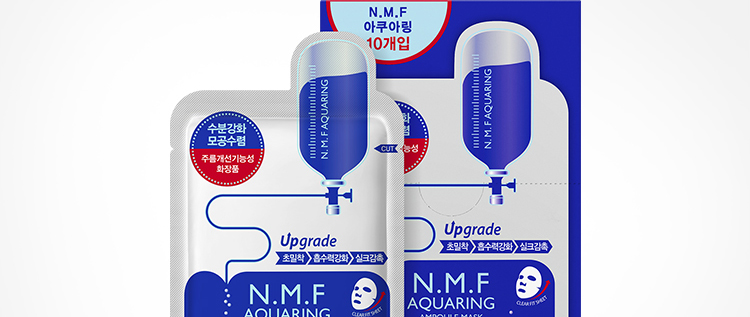 N.M.F
아쿠아링
10개입
N.M.F AQUARING
N.M.F AQUARING
수분강화
모공수렴
주름개선기능성
화장품
CUT
렴
능성
Upgrade
초밀착 흡수력강화 실크감촉
Upgrade
초밀착 흡수력강화 실크감촉
N.M.F
AQUARING
CLEAR FIT SHEET
N.M.F
AQUARING
AMPOULE MASK
CLEAR FIT SHEET